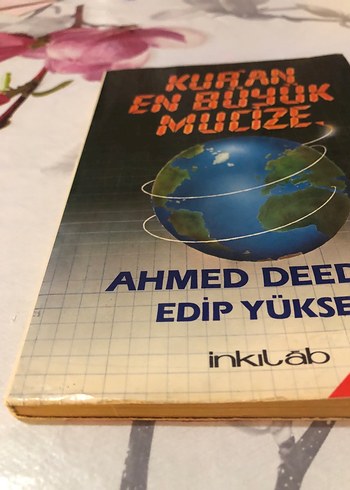 KUR'AN
EN BÜYÜK
MUCİZE
AHMED DEED
EDİP YÜKSE
inkılâb